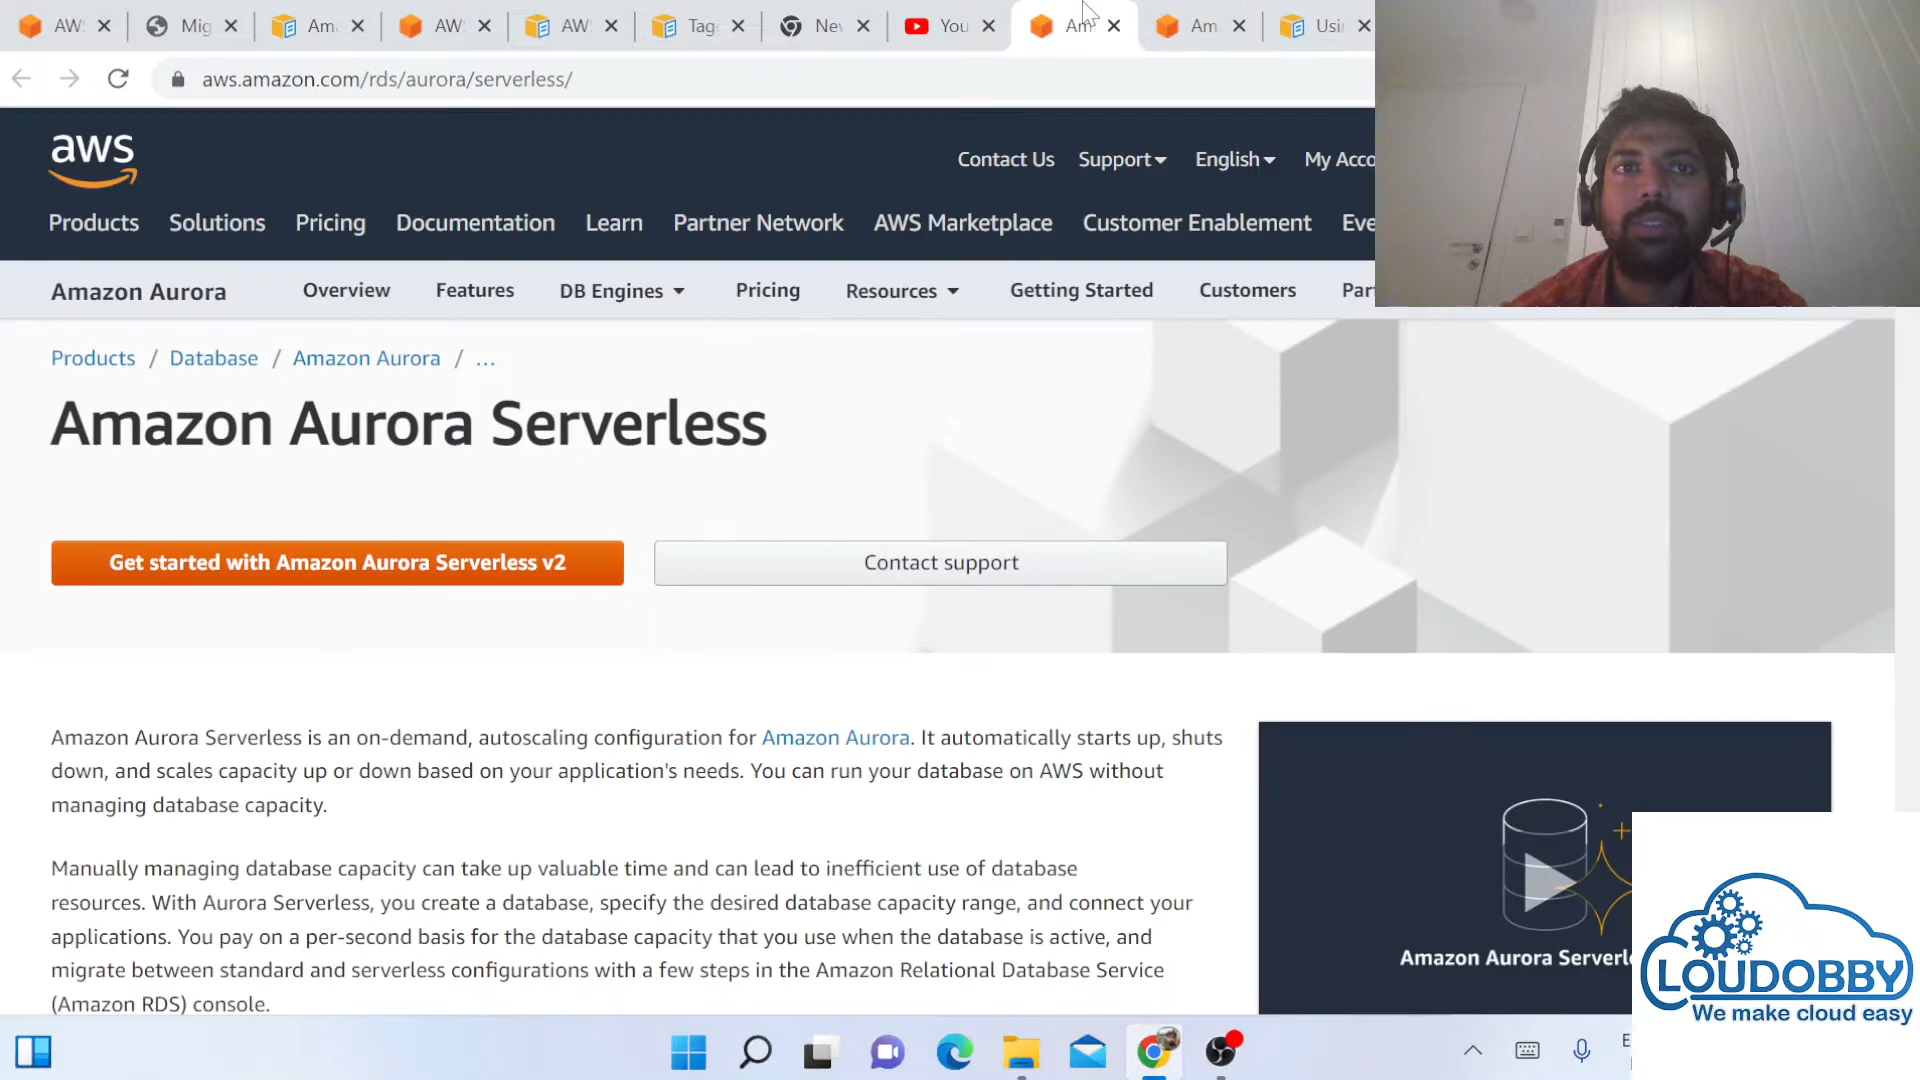 AW
Mig
Am
AW
AW
Tag
Nev
You
Am
Am
Usi
aws.amazon.com/rds/aurora/serverless/
aws
Contact Us
Support
English
My Acco
Products
Solutions
Pricing
Documentation
Learn
Partner Network
AWS Marketplace
Customer Enablement
Eve
Amazon Aurora
Overview
Features
DB Engines
Pricing
Resources
Getting Started
Customers
Par
Products / Database / Amazon Aurora / ...
Amazon Aurora Serverless
Get started with Amazon Aurora Serverless v2
Contact support
Amazon Aurora Serverless is an on-demand, autoscaling configuration for Amazon Aurora. It automatically starts up, shuts
down, and scales capacity up or down based on your application's needs. You can run your database on AWS without
managing database capacity.
Manually managing database capacity can take up valuable time and can lead to inefficient use of database
resources. With Aurora Serverless, you create a database, specify the desired database capacity range, and connect your
applications. You pay on a per-second basis for the database capacity that you use when the database is active, and
migrate between standard and serverless configurations with a few steps in the Amazon Relational Database Service
(Amazon RDS) console.
Amazon Aurora Serverl
LOUDOBBY
We make cloud easy